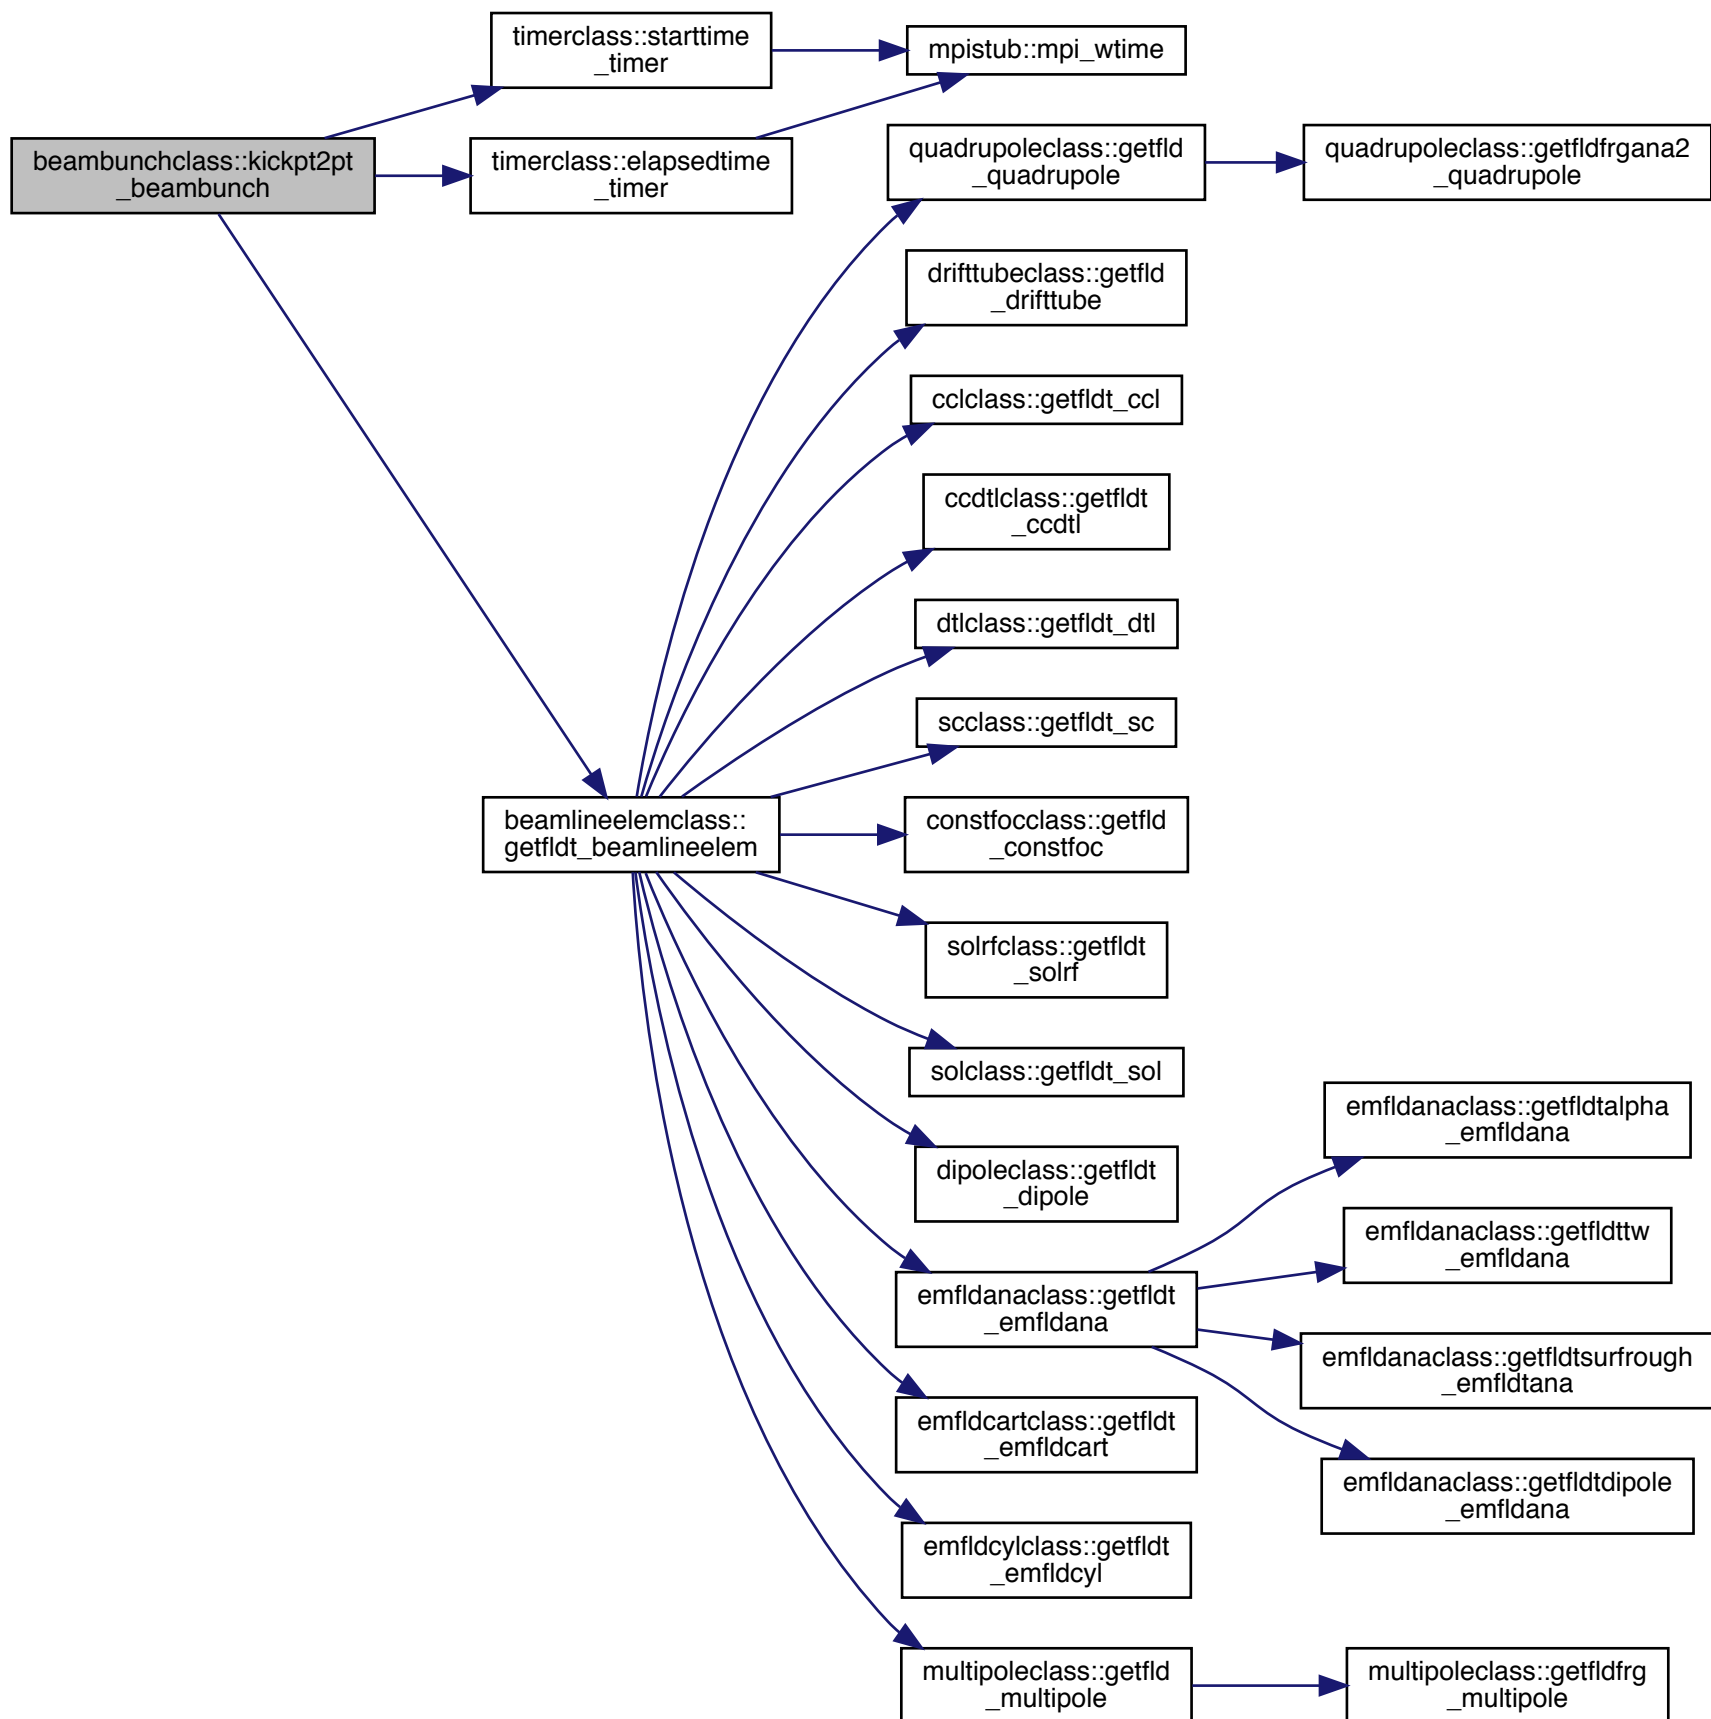 timerclass::starttime
_timer
mpistub::mpi_wtime
beambunchclass::kickpt2pt
_beambunch
timerclass::elapsedtime
_timer
quadrupoleclass::getfld
_quadrupole
quadrupoleclass::getfldfrgana2
_quadrupole
drifttubeclass::getfld
_drifttube
cclclass::getfldt_ccl
ccdtlclass::getfldt
_ccdtl
dtlclass::getfldt_dtl
scclass::getfldt_sc
beamlineelemclass::
getfldt_beamlineelem
constfocclass::getfld
_constfoc
solrfclass::getfldt
_solrf
solclass::getfldt_sol
dipoleclass::getfldt
_dipole
emfldanaclass::getfldt
_emfldana
emfldanaclass::getfldtalpha
_emfldana
emfldanaclass::getfldttw
_emfldana
emfldanaclass::getfldtsurfrough
_emfldtana
emfldanaclass::getfldtdipole
_emfldana
emfldcartclass::getfldt
_emfldcart
emfldcylclass::getfldt
_emfldcyl
multipoleclass::getfld
_multipole
multipoleclass::getfldfrg
_multipole